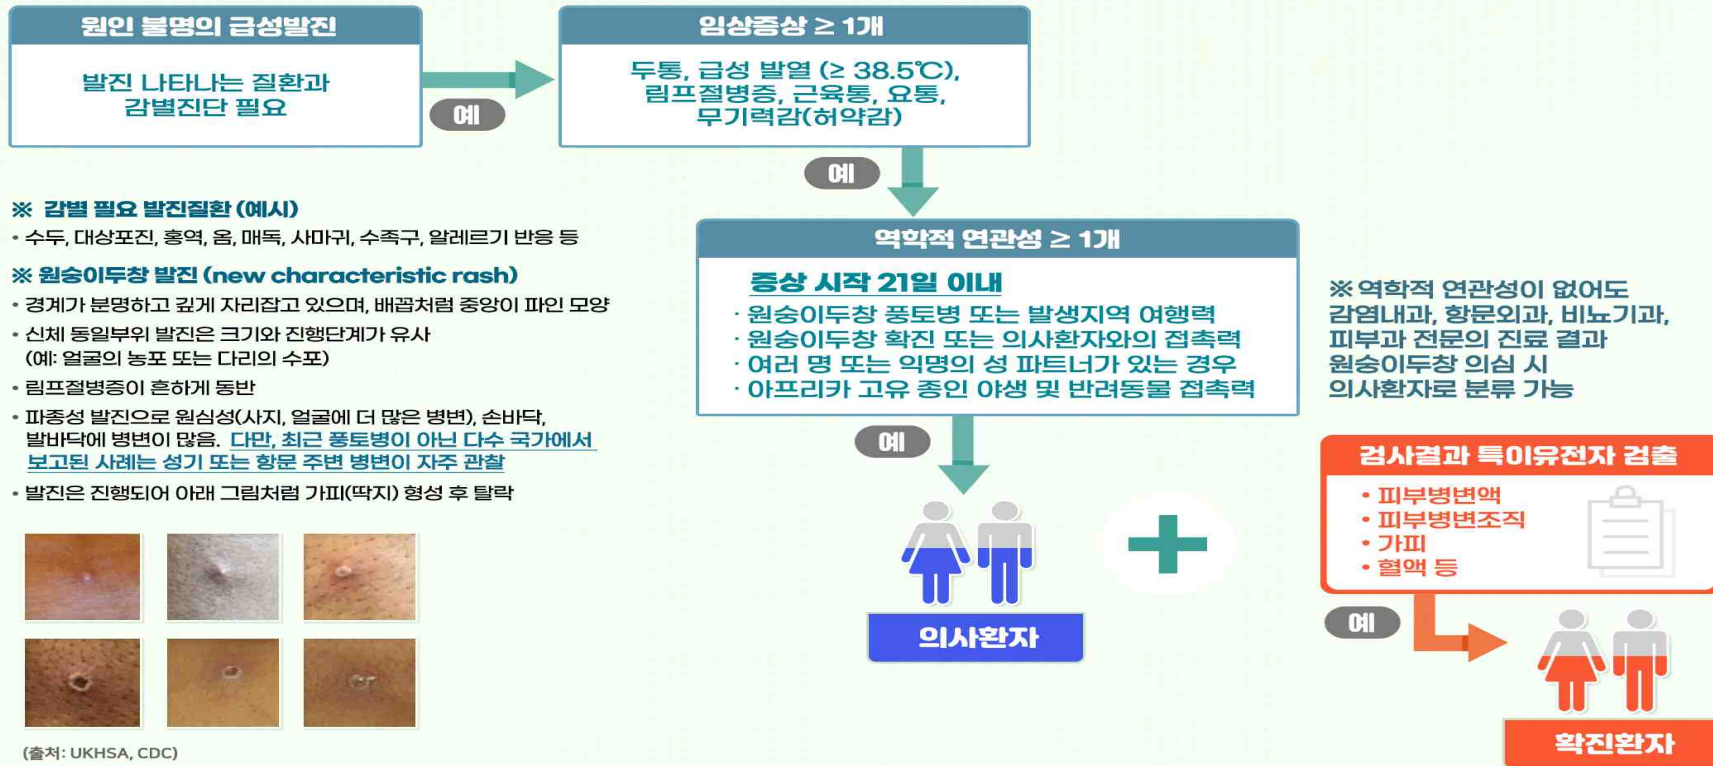 원인 불명의 급성발진
발진 나타나는 질환과
감별진단 필요
예
임상증상 ≥ 1개
두통, 급성 발열 (≥ 38.5℃),
림프절병증, 근육통, 요통,
무기력감(허약감)
예
※ 감별 필요 발진질환 (예시)
• 수두, 대상포진, 홍역, 옴, 매독, 사마귀, 수족구, 알레르기 반응 등
※ 원숭이두창 발진 (new characteristic rash)
• 경계가 분명하고 깊게 자리잡고 있으며, 배꼽처럼 중앙이 파인 모양
• 신체 동일부위 발진은 크기와 진행단계가 유사
(예: 얼굴의 농포 또는 다리의 수포)
• 림프절병증이 흔하게 동반
• 파종성 발진으로 원심성(사지, 얼굴에 더 많은 병변), 손바닥,
발바닥에 병변이 많음. 다만, 최근 풍토병이 아닌 다수 국가에서
보고된 사례는 성기 또는 항문 주변 병변이 자주 관찰
• 발진은 진행되어 아래 그림처럼 가피(딱지) 형성 후 탈락
(출처: UKHSA, CDC)
역학적 연관성 ≥ 1개
증상 시작 21일 이내
· 원숭이두창 풍토병 또는 발생지역 여행력
· 원숭이두창 확진 또는 의사환자와의 접촉력
· 여러 명 또는 익명의 성 파트너가 있는 경우
· 아프리카 고유 종인 야생 및 반려동물 접촉력
예
의사환자
※ 역학적 연관성이 없어도
감염내과, 항문외과, 비뇨기과,
피부과 전문의 진료 결과
원숭이두창 의심 시
의사환자로 분류 가능
검사결과 특이유전자 검출
• 피부병변액
• 피부병변조직
• 가피
• 혈액 등
예
확진환자